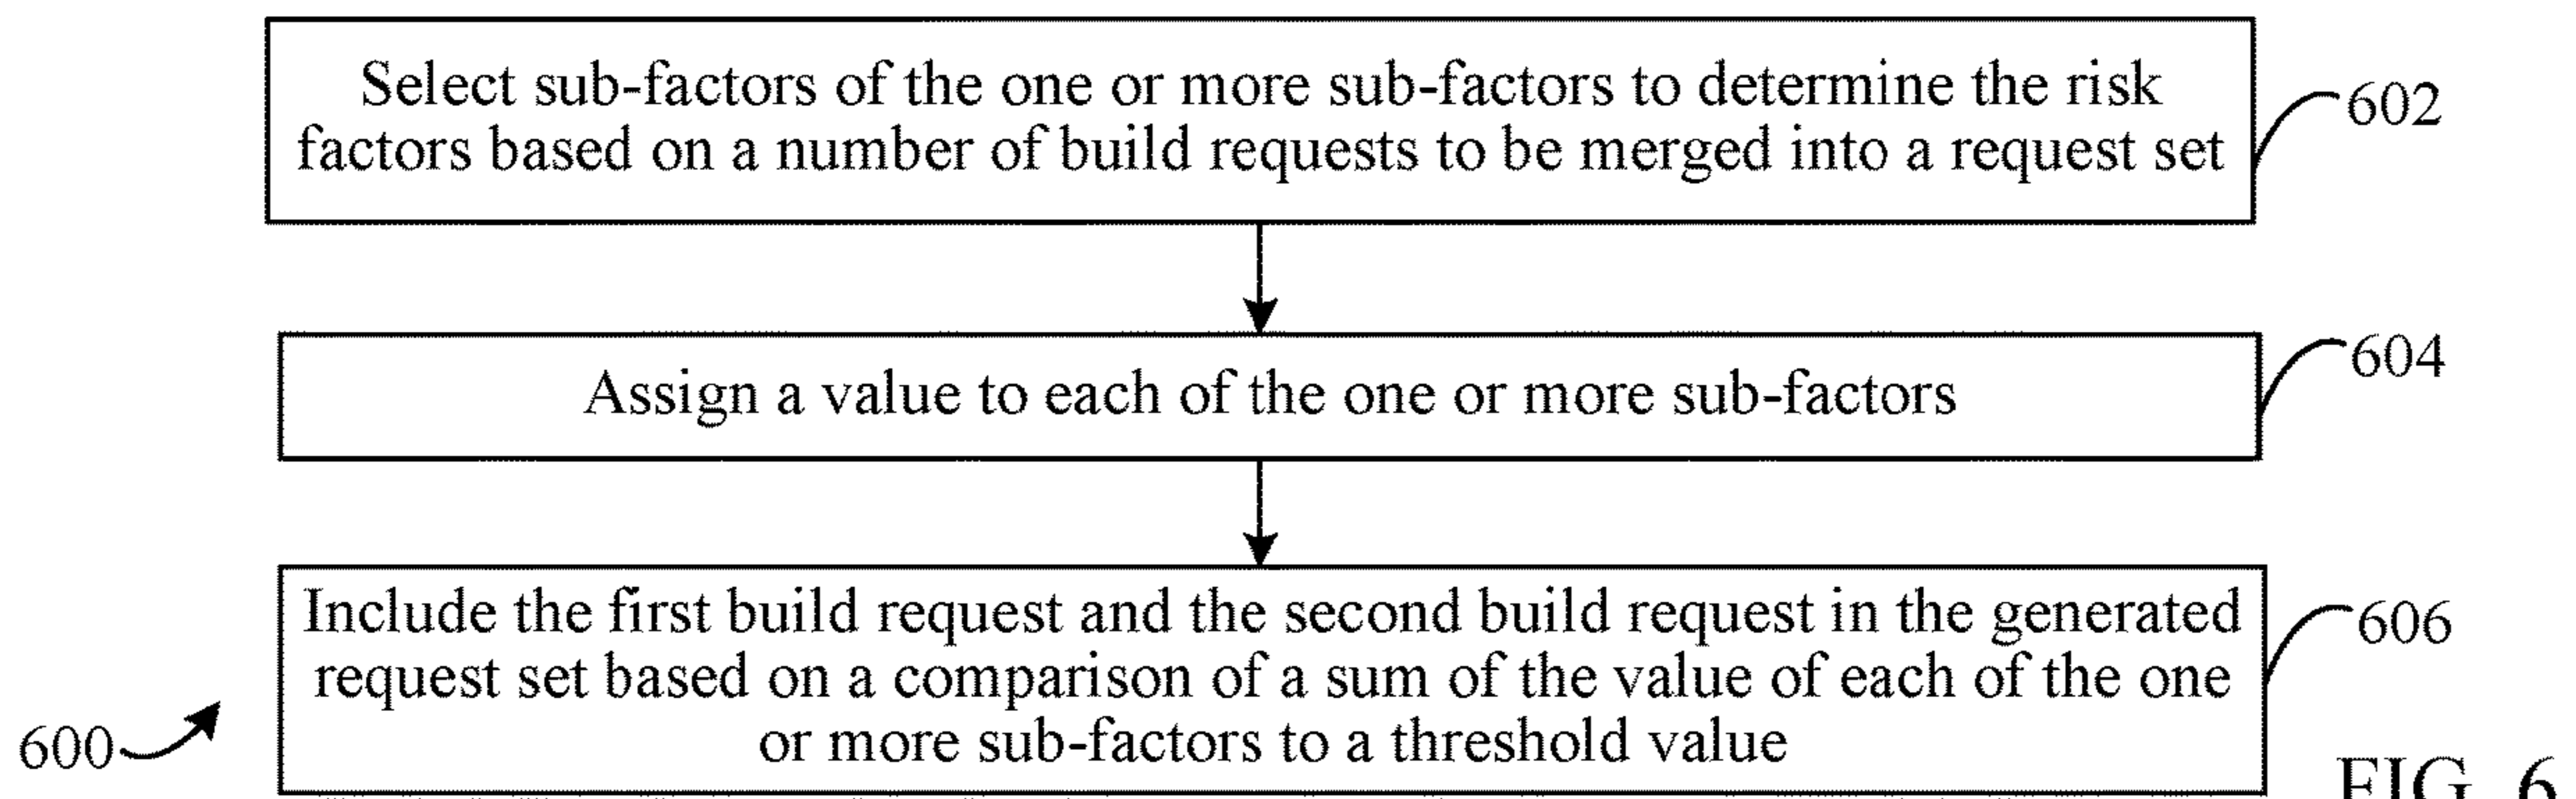 Select sub-factors of the one or more sub-factors to determine the risk
factors based on a number of build requests to be merged into a request set
602
Assign a value to each of the one or more sub-factors
604
Include the first build request and the second build request in the generated
request set based on a comparison of a sum of the value of each of the one
or more sub-factors to a threshold value
606
600
FIG. 6